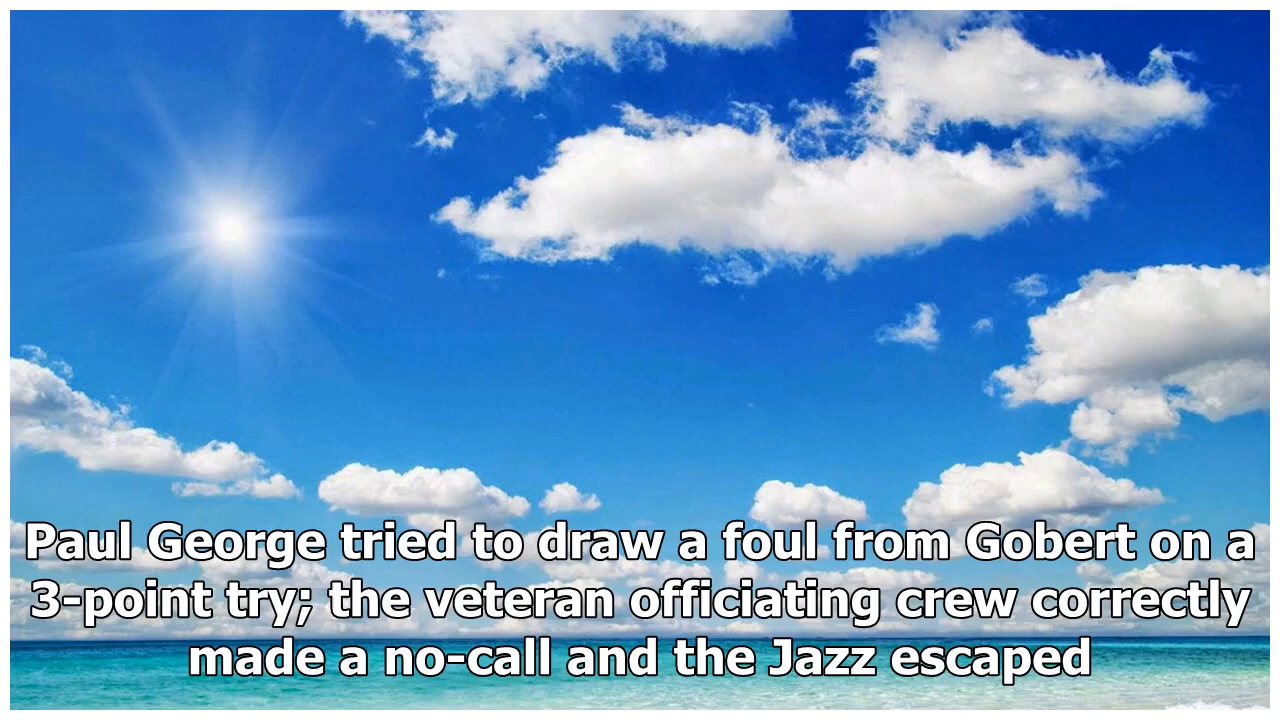 Paul George tried to draw a foul from Gobert on a
3-point try; the veteran officiating crew correctly
made a no-call and the Jazz escaped